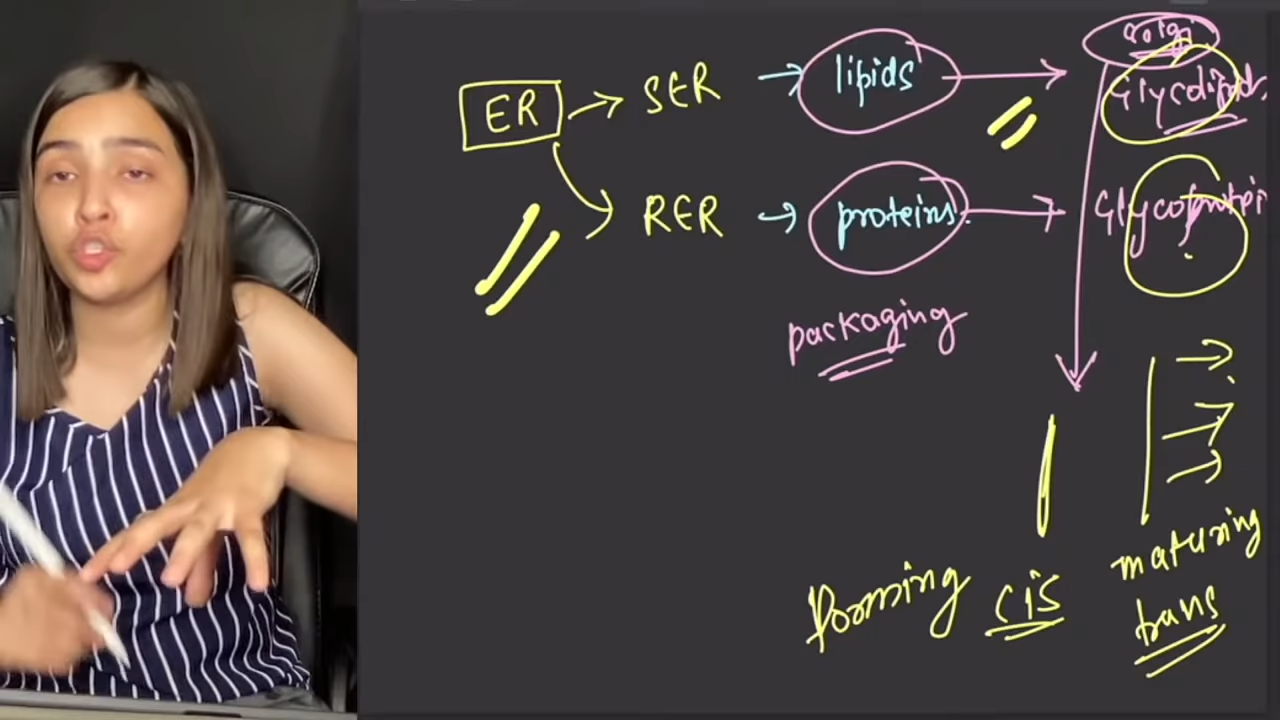 Golgi
ER → SER → lipids → Glycolipids
RER → proteins. → Glycoprotein
packaging
maturing
forming cis
trans